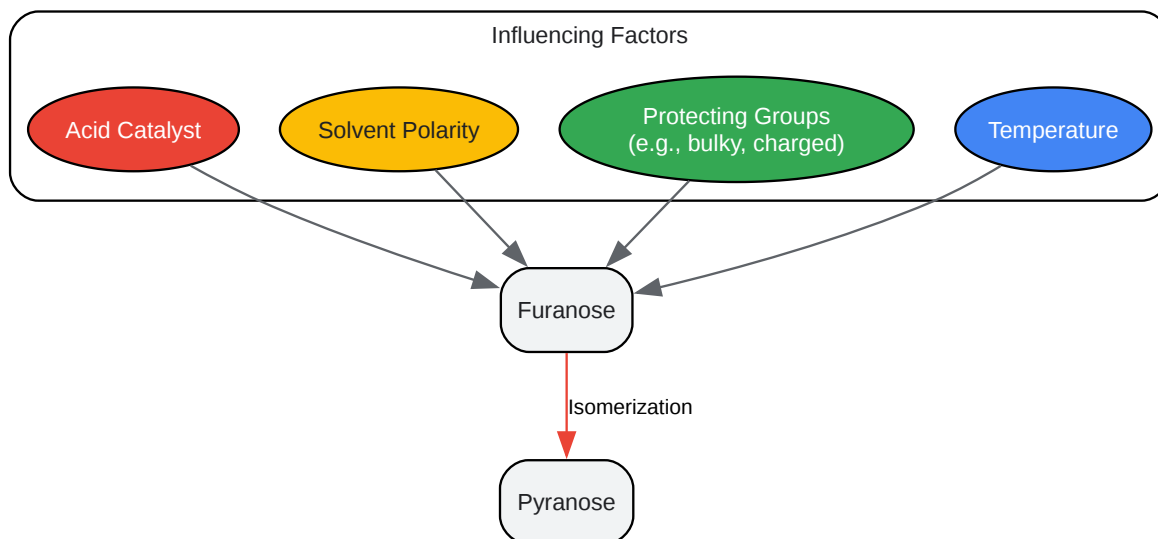 Influencing Factors
Acid Catalyst
Solvent Polarity
Protecting Groups
(e.g., bulky, charged)
Temperature
Furanose
Isomerization
Pyranose